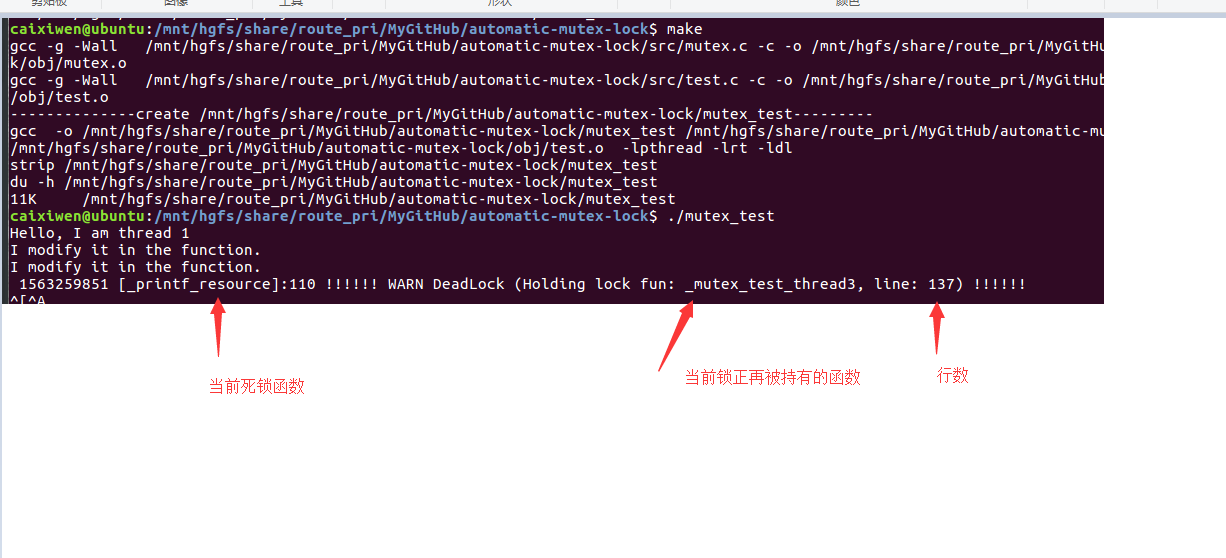 剪贴板 图像 工具 形状 颜色
caixiwen@ubuntu:/mnt/hgfs/share/route_pri/MyGitHub/automatic-mutex-lock$ make
gcc -g -Wall   /mnt/hgfs/share/route_pri/MyGitHub/automatic-mutex-lock/src/mutex.c -c -o /mnt/hgfs/share/route_pri/MyGitHu
k/obj/mutex.o
gcc -g -Wall   /mnt/hgfs/share/route_pri/MyGitHub/automatic-mutex-lock/src/test.c -c -o /mnt/hgfs/share/route_pri/MyGitHub
/obj/test.o
--------------create /mnt/hgfs/share/route_pri/MyGitHub/automatic-mutex-lock/mutex_test---------
gcc  -o /mnt/hgfs/share/route_pri/MyGitHub/automatic-mutex-lock/mutex_test /mnt/hgfs/share/route_pri/MyGitHub/automatic-mu
/mnt/hgfs/share/route_pri/MyGitHub/automatic-mutex-lock/obj/test.o  -lpthread -lrt -ldl
strip /mnt/hgfs/share/route_pri/MyGitHub/automatic-mutex-lock/mutex_test
du -h /mnt/hgfs/share/route_pri/MyGitHub/automatic-mutex-lock/mutex_test
11K     /mnt/hgfs/share/route_pri/MyGitHub/automatic-mutex-lock/mutex_test
caixiwen@ubuntu:/mnt/hgfs/share/route_pri/MyGitHub/automatic-mutex-lock$ ./mutex_test
Hello, I am thread 1
I modify it in the function.
I modify it in the function.
 1563259851 [_printf_resource]:110 !!!!!! WARN DeadLock (Holding lock fun: _mutex_test_thread3, line: 137) !!!!!!
^[^A
当前死锁函数 当前锁正再被持有的函数 行数